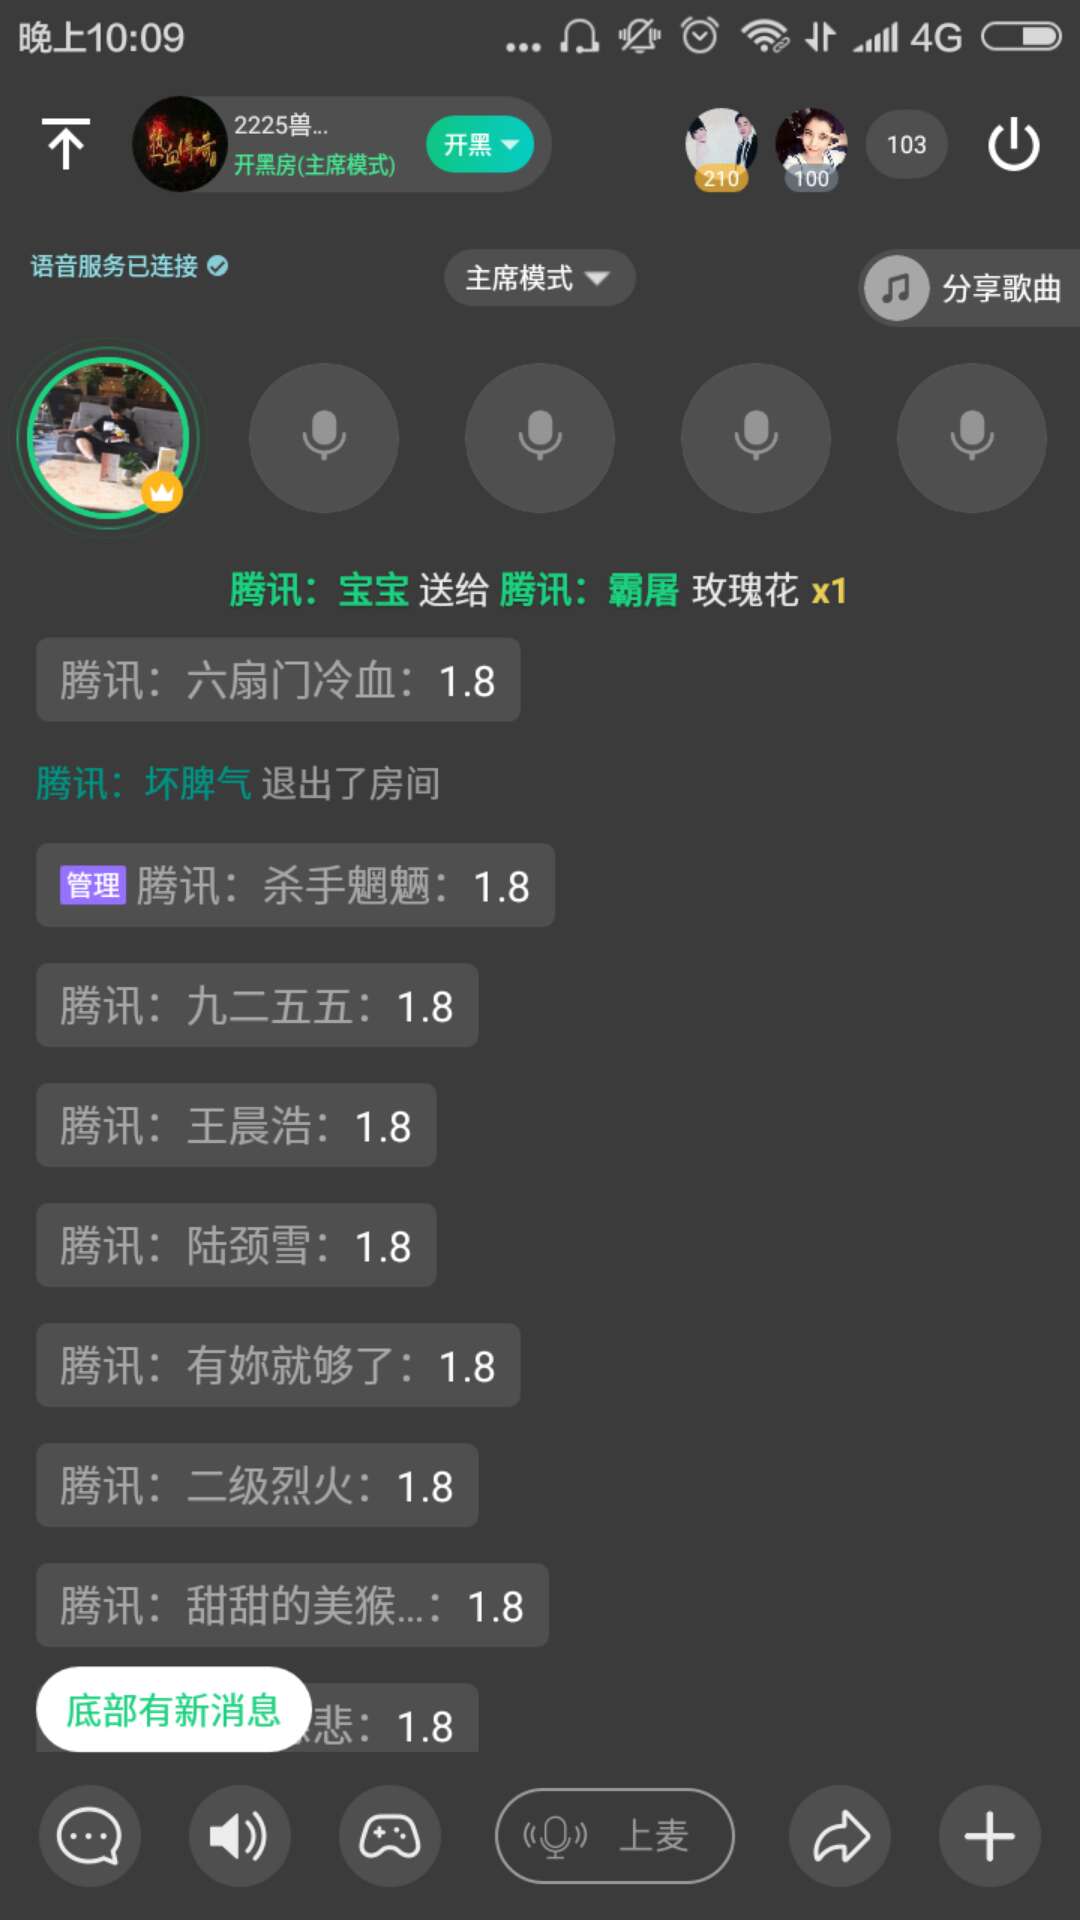 晚上10:09
4G
热血传奇
2225兽...
开黑房(主席模式)
开黑
210
100
103
语音服务已连接
主席模式
分享歌曲
腾讯：宝宝 送给 腾讯：霸屠 玫瑰花 x1
腾讯：六扇门冷血：1.8
腾讯：坏脾气 退出了房间
管理 腾讯：杀手魍魉：1.8
腾讯：九二五五：1.8
腾讯：王晨浩：1.8
腾讯：陆颈雪：1.8
腾讯：有妳就够了：1.8
腾讯：二级烈火：1.8
腾讯：甜甜的美猴...：1.8
底部有新消息
悲：1.8
上麦